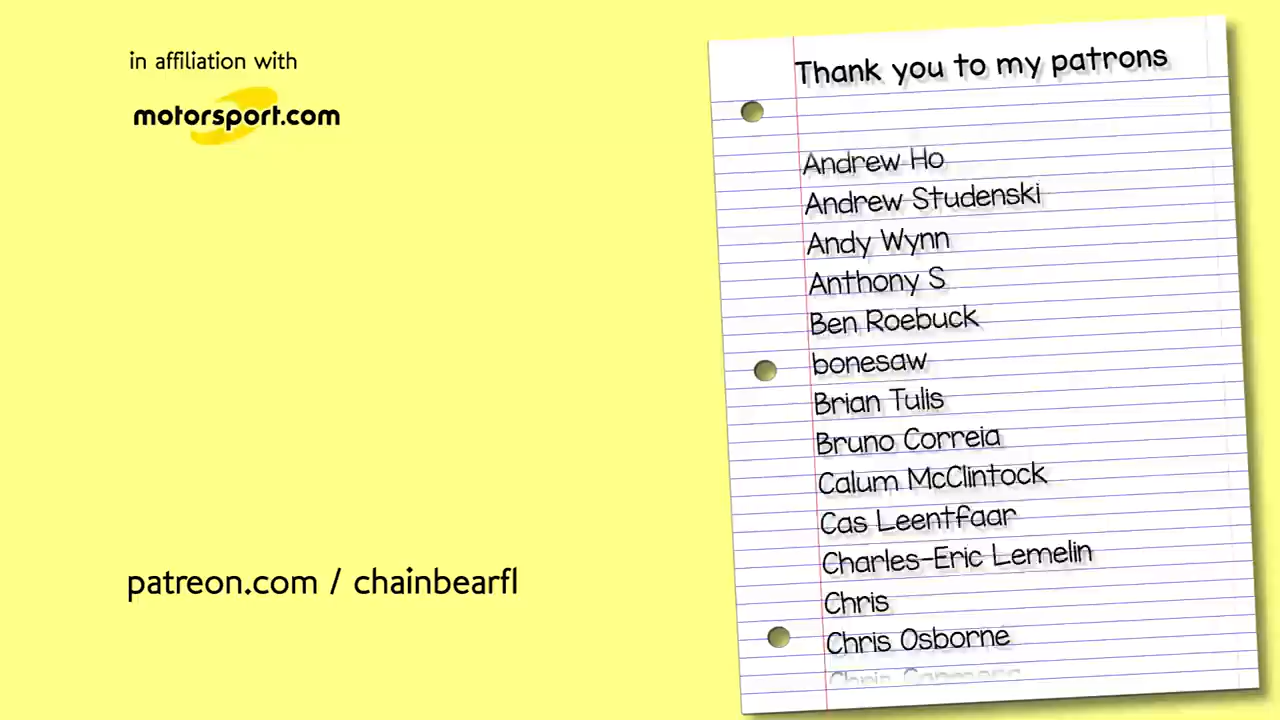 in affiliation with
motorsport.com
patreon.com / chainbearf1
Thank you to my patrons
Andrew Ho
Andrew Studenski
Andy Wynn
Anthony S
Ben Roebuck
bonesaw
Brian Tulis
Bruno Correia
Calum McClintock
Cas Leentfaar
Charles-Eric Lemelin
Chris
Chris Osborne
Chris